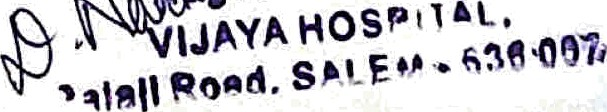 D.
VIJAYA HOSPITAL,
Road, SALEM - 636 007,